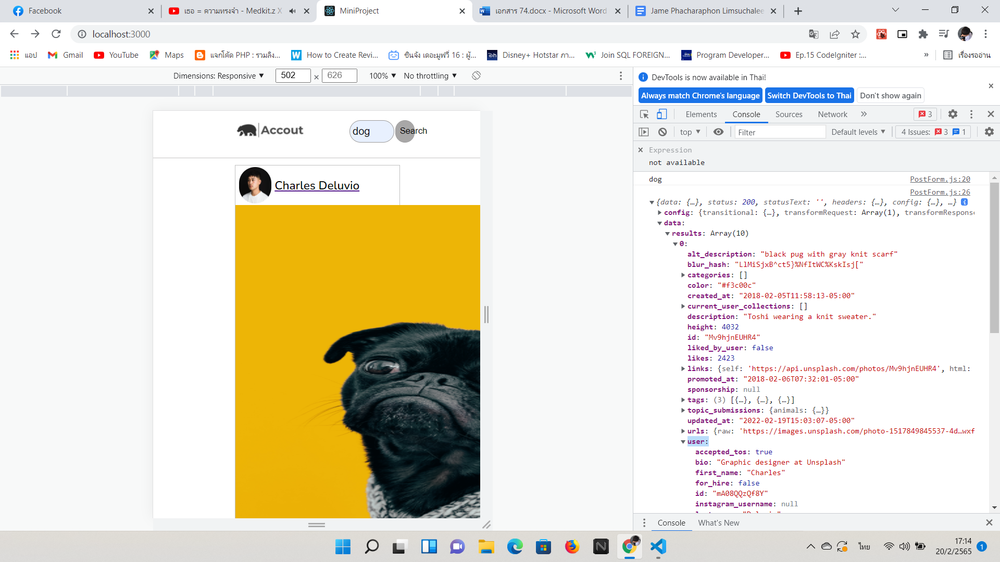 Facebook
เธอ = ความทรงจำ - Medkit.z X
MiniProject
เอกสาร 74.docx - Microsoft Word
Jame Phacharaphon Limsuchalee
localhost:3000
แอป
Gmail
YouTube
Maps
แจกโค้ด PHP : รวมลิง...
How to Create Revi...
ชินจัง เดอะมูฟวี่ 16 : ผู้...
Disney+ Hotstar ภา...
Join SQL FOREIGN...
Program Developer...
Ep.15 CodeIgniter :...
»
เรื่องรออ่าน
Dimensions: Responsive ▼ 502 × 626 100% ▼ No throttling ▼
DevTools is now available in Thai!
Always match Chrome's language
Switch DevTools to Thai
Don't show again
Elements Console Sources Network » 3
top ▼ Filter Default levels ▼ 4 Issues: 3 1
Expression
not available
dog PostForm.js:20
PostForm.js:26
{data: {…}, status: 200, statusText: '', headers: {…}, config: {…}, …}
config: {transitional: {…}, transformRequest: Array(1), transformRespons
data:
results: Array(10)
0:
alt_description: "black pug with gray knit scarf"
blur_hash: "LlMiSjxB^ct5}%NfItWC%KskIsj["
categories: []
color: "#f3c00c"
created_at: "2018-02-05T11:58:13-05:00"
current_user_collections: []
description: "Toshi wearing a knit sweater."
height: 4032
id: "Mv9hjnEUHR4"
liked_by_user: false
likes: 2423
links: {self: 'https://api.unsplash.com/photos/Mv9hjnEUHR4', html:
promoted_at: "2018-02-06T07:32:01-05:00"
sponsorship: null
tags: (3) [{…}, {…}, {…}]
topic_submissions: {animals: {…}}
updated_at: "2022-02-19T15:03:07-05:00"
urls: {raw: 'https://images.unsplash.com/photo-1517849845537-4d…wxf
user:
accepted_tos: true
bio: "Graphic designer at Unsplash"
first_name: "Charles"
for_hire: false
id: "mA08QQzQf8Y"
instagram_username: null
Console What's New
Accout
dog
Search
Charles Deluvio
ไทย
17:14
20/2/2565
1